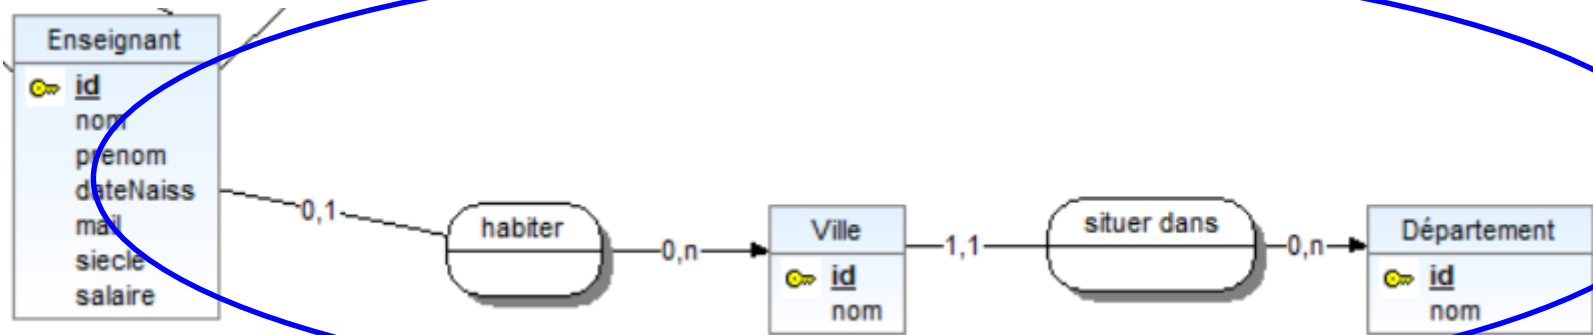 Enseignant
id
nom
prenom
dateNaiss
mail
siecle
salaire
0,1
habiter
0,n
Ville
id
nom
1,1
situer dans
0,n
Département
id
nom